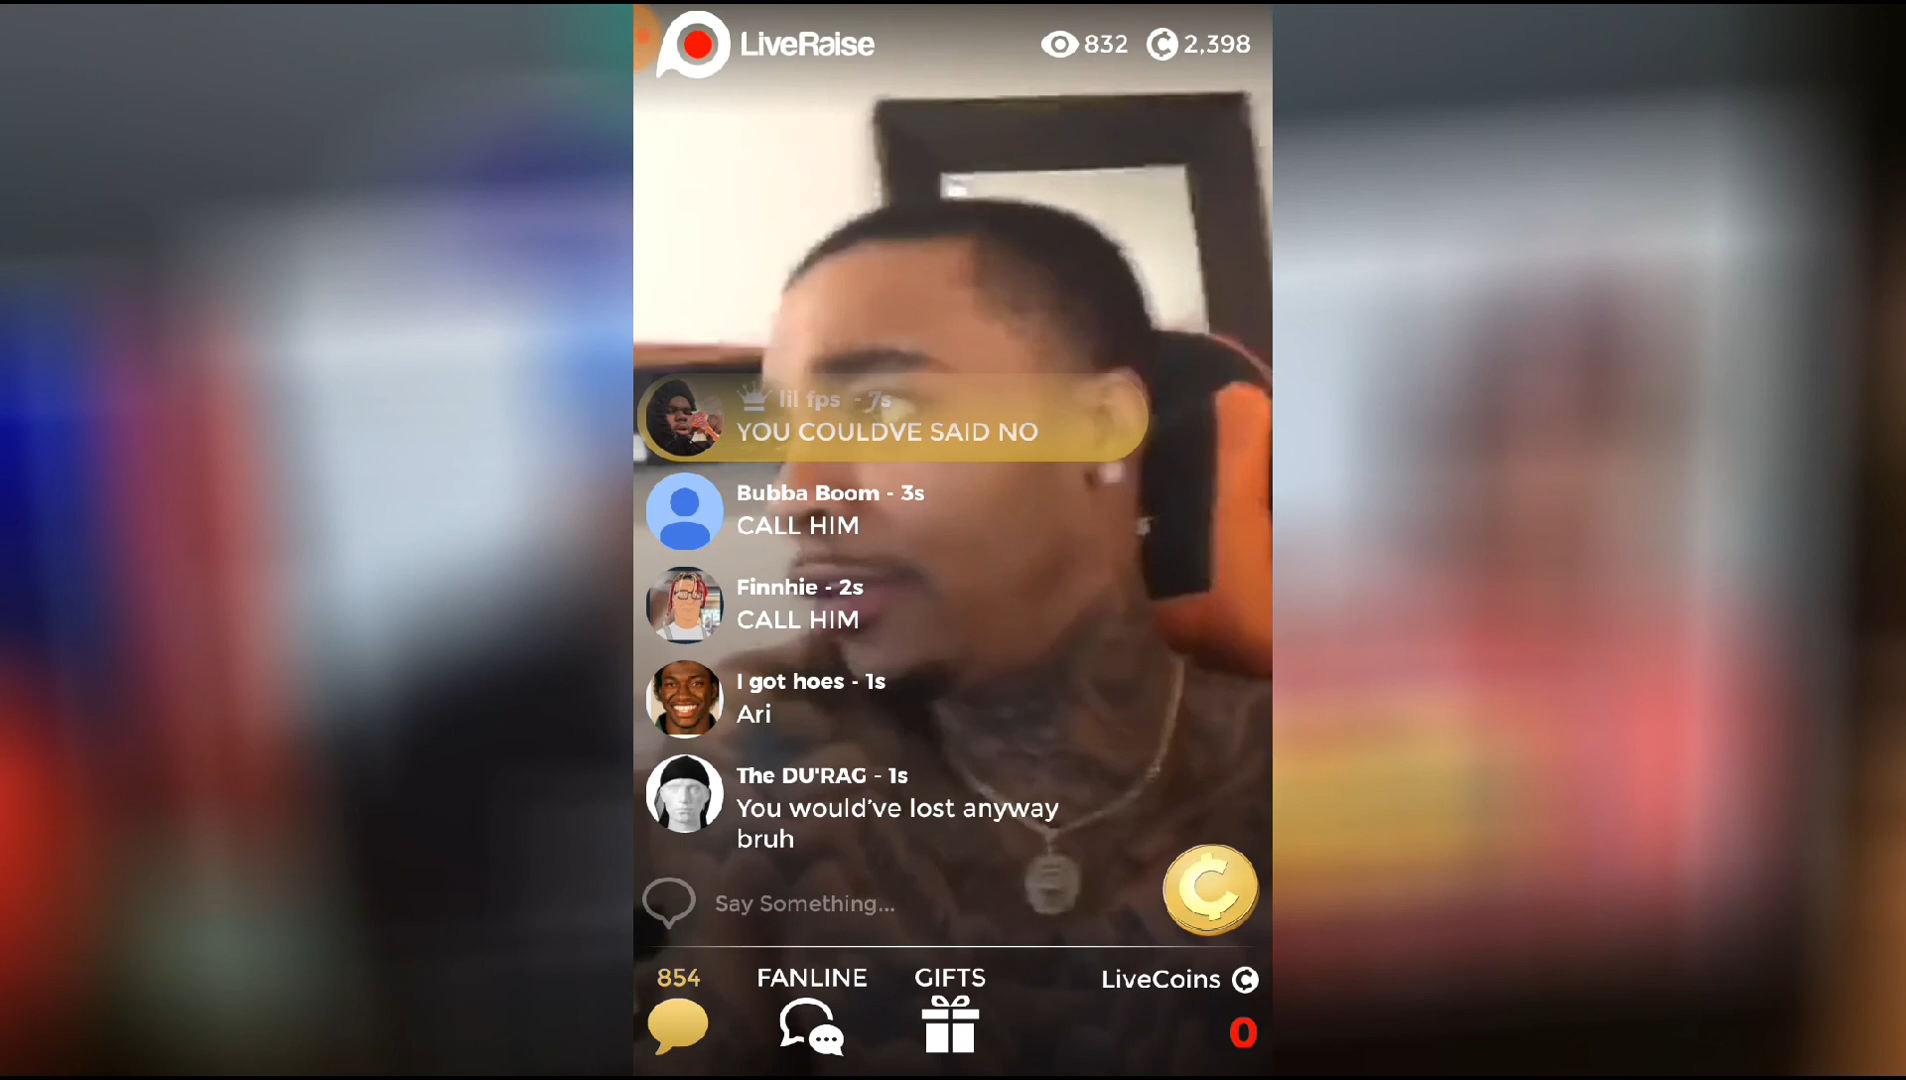 LiveRaise
832
2,398
lil fps - 7s
YOU COULDVE SAID NO
Bubba Boom - 3s
CALL HIM
Finnhie - 2s
CALL HIM
I got hoes - 1s
Ari
The DU'RAG - 1s
You would've lost anyway
bruh
Say Something...
854
FANLINE
GIFTS
LiveCoins
0